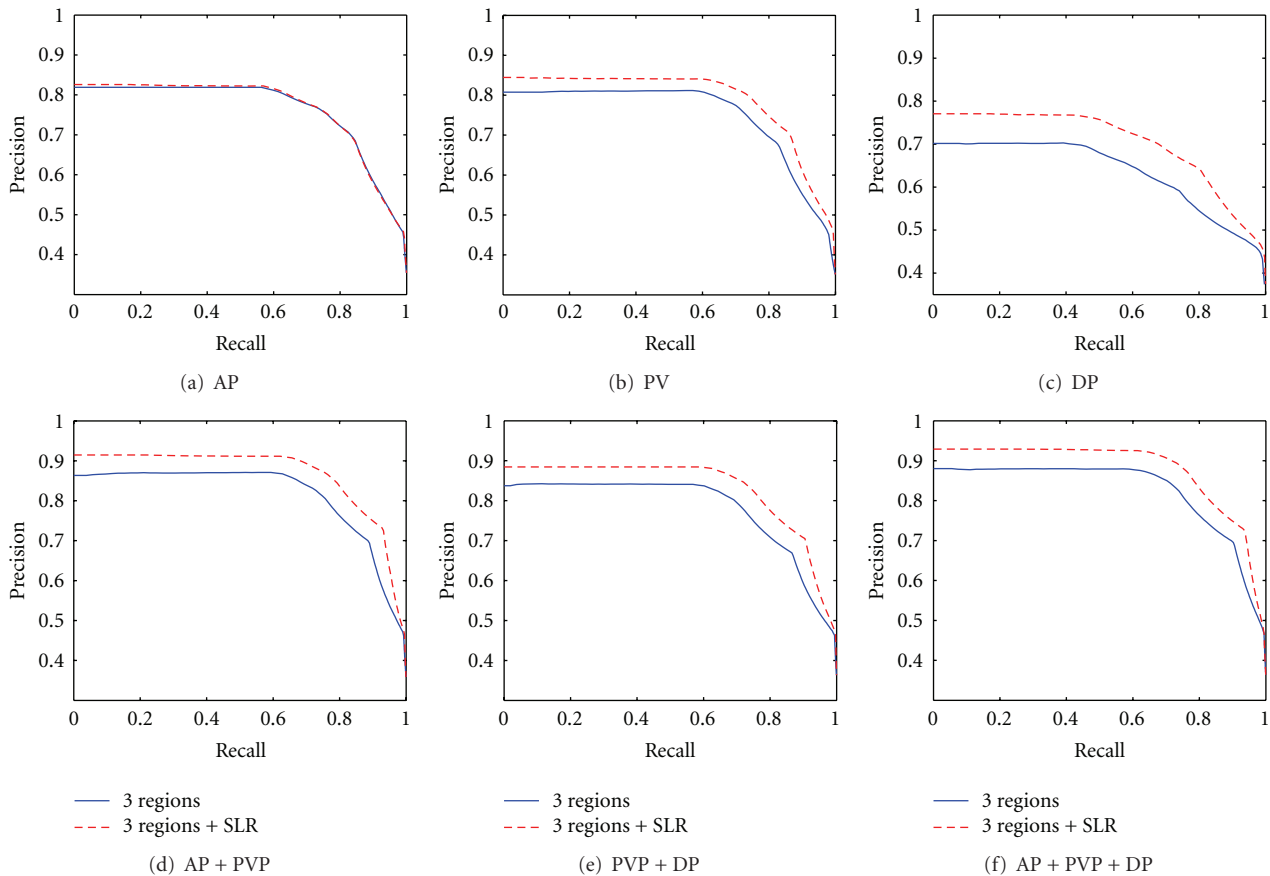 1 1 1
0.9 0.9 0.9
0.8 0.8 0.8
0.7 0.7 0.7
0.6 0.6 0.6
0.5 0.5 0.5
0.4 0.4 0.4
Precision Precision Precision
0 0.2 0.4 0.6 0.8 1 0 0.2 0.4 0.6 0.8 1 0 0.2 0.4 0.6 0.8 1
Recall Recall Recall
(a) AP (b) PV (c) DP
1 1 1
0.9 0.9 0.9
0.8 0.8 0.8
0.7 0.7 0.7
0.6 0.6 0.6
0.5 0.5 0.5
0.4 0.4 0.4
Precision Precision Precision
0 0.2 0.4 0.6 0.8 1 0 0.2 0.4 0.6 0.8 1 0 0.2 0.4 0.6 0.8 1
Recall Recall Recall
3 regions 3 regions 3 regions
3 regions + SLR 3 regions + SLR 3 regions + SLR
(d) AP + PVP (e) PVP + DP (f) AP + PVP + DP